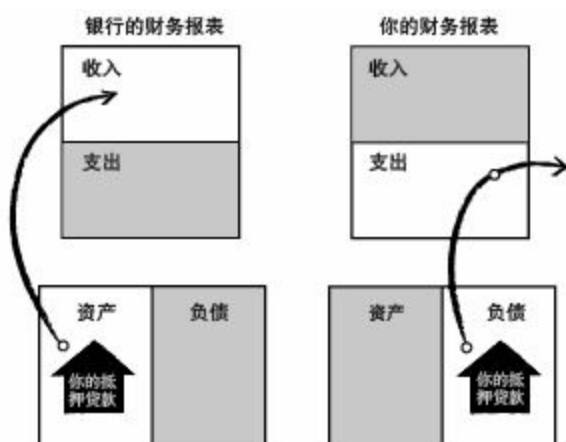 银行的财务报表
收入
支出
资产
负债
你的抵
押贷款
你的财务报表
收入
支出
资产
负债
你的抵
押贷款